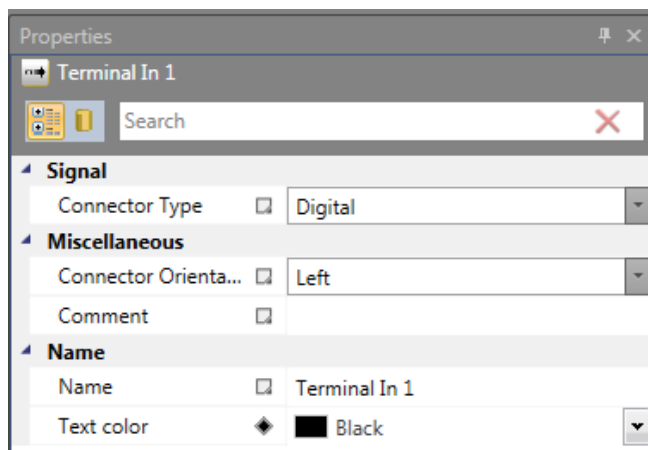 Properties
Terminal In 1
Search
Signal
Connector Type Digital
Miscellaneous
Connector Orienta... Left
Comment
Name
Name Terminal In 1
Text color Black